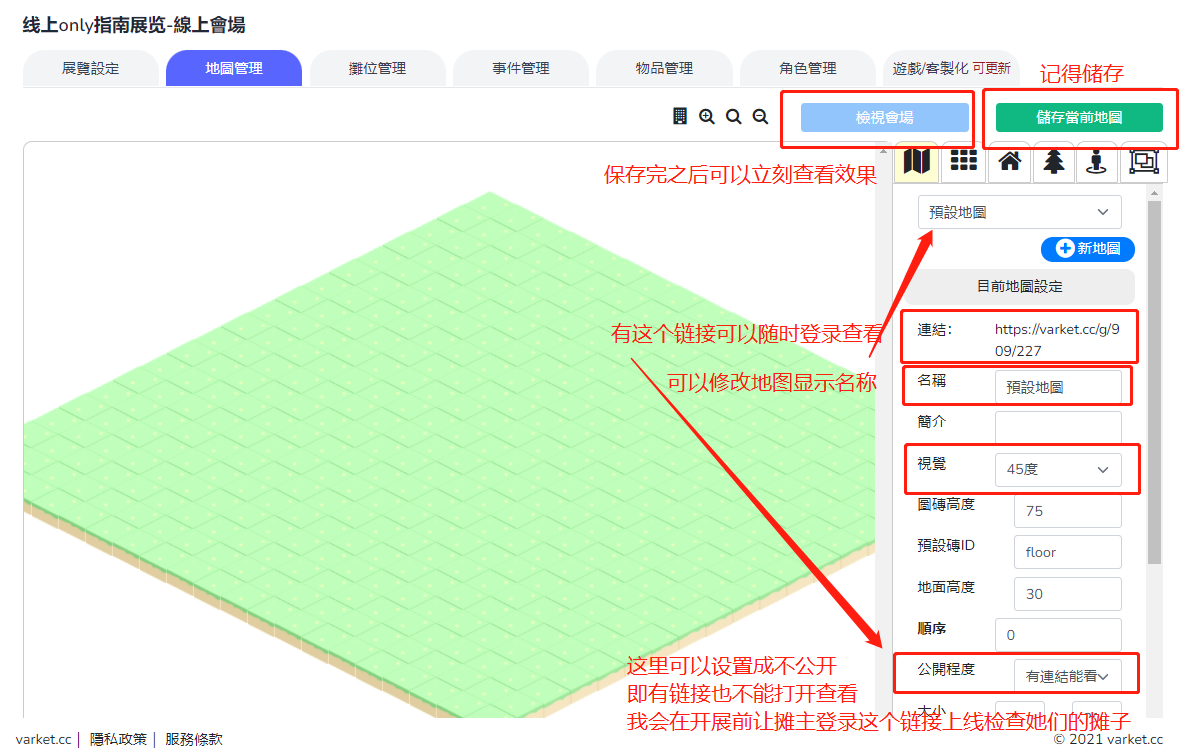 线上only指南展览-線上會場
展覽設定
地圖管理
攤位管理
事件管理
物品管理
角色管理
遊戲/客製化 可更新
记得储存
檢視會場
儲存當前地圖
保存完之后可以立刻查看效果
預設地圖
新地圖
目前地圖設定
有这个链接可以随时登录查看
連結：
https://varket.cc/g/9
09/227
可以修改地图显示名称
名稱
預設地圖
簡介
視覺
45度
圖磚高度
75
預設磚ID
floor
地面高度
30
順序
0
这里可以设置成不公开
公開程度
有連結能看
即有链接也不能打开查看
我会在开展前让摊主登录这个链接上线检查她们的摊子
大小
varket.cc | 隱私政策 | 服務條款
© 2021 varket.cc